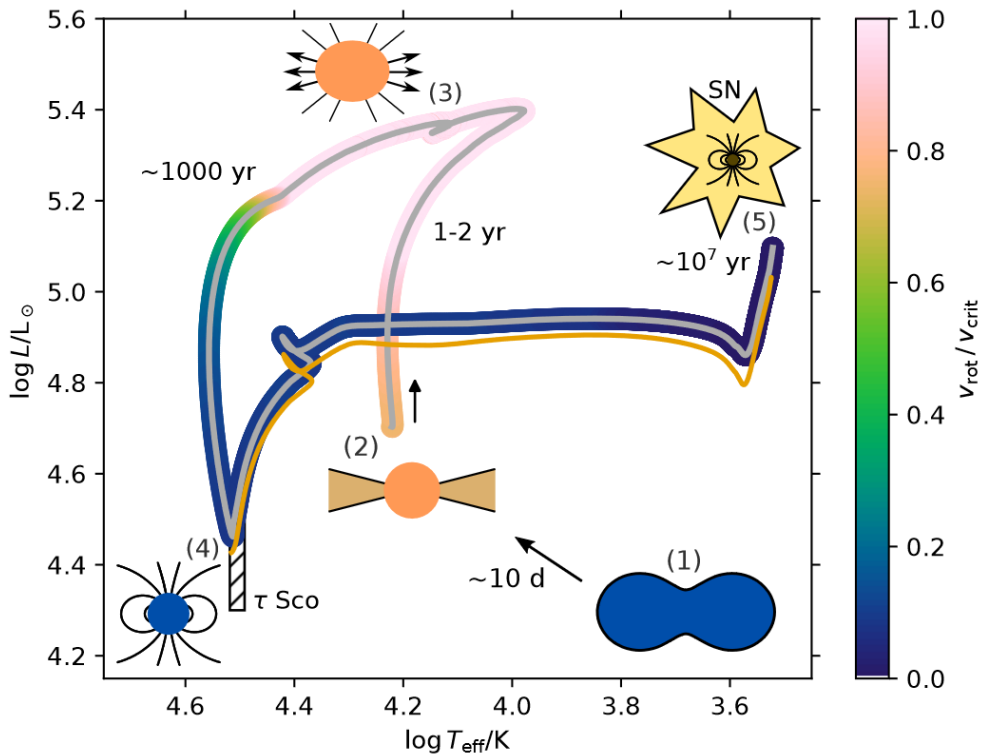 5.6
5.4
5.2
5.0
4.8
4.6
4.4
4.2
log L/L⊙
4.6
4.4
4.2
4.0
3.8
3.6
log Teff/K
(3)
~1000 yr
1-2 yr
SN
(5)
~10⁷ yr
(2)
(4)
τ Sco
~10 d
(1)
1.0
0.8
0.6
0.4
0.2
0.0
vrot/vcrit